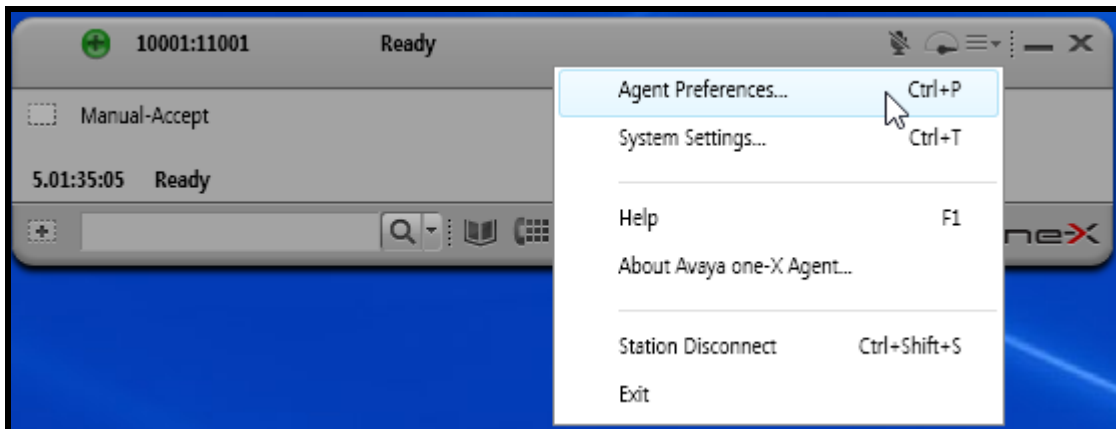 10001:11001 Ready
Agent Preferences... Ctrl+P
Manual-Accept
System Settings... Ctrl+T
5.01:35:05 Ready
Help F1
ne-X
About Avaya one-X Agent...
Station Disconnect Ctrl+Shift+S
Exit